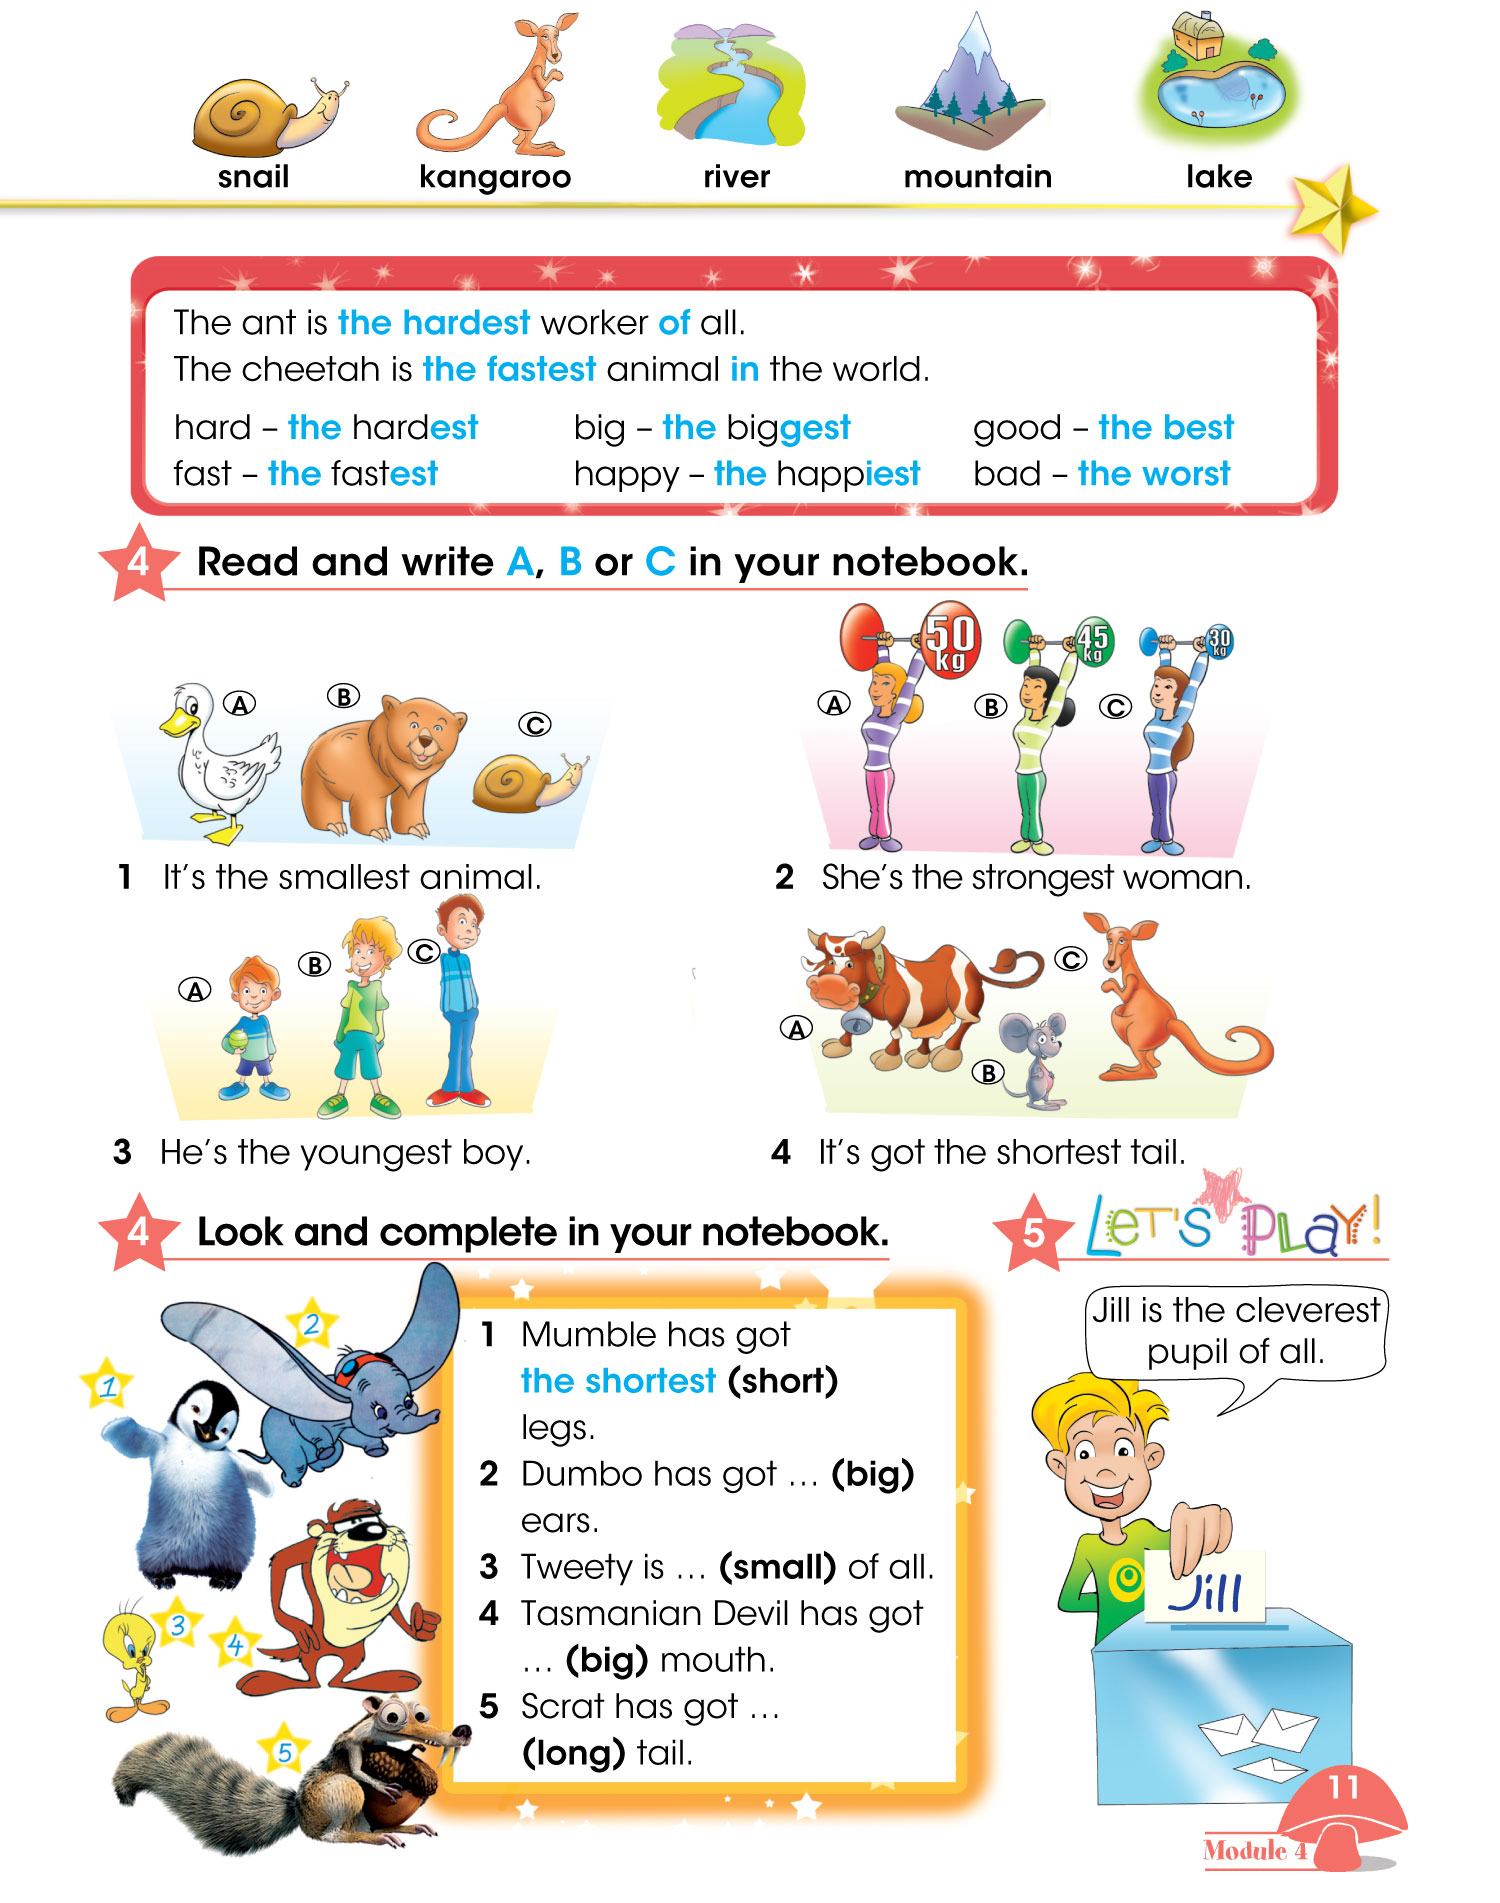 snail
kangaroo
river
mountain
lake
The ant is the hardest worker of all.
The cheetah is the fastest animal in the world.
hard – the hardest
big – the biggest
good – the best
fast – the fastest
happy – the happiest
bad – the worst
4 Read and write A, B or C in your notebook.
A
B
C
1 It's the smallest animal.
50 kg
45 kg
30 kg
A
B
C
2 She's the strongest woman.
A
B
C
3 He's the youngest boy.
A
B
C
4 It's got the shortest tail.
4 Look and complete in your notebook.
1
2
3
4
5
1 Mumble has got
the shortest (short)
legs.
2 Dumbo has got ... (big)
ears.
3 Tweety is ... (small) of all.
4 Tasmanian Devil has got
... (big) mouth.
5 Scrat has got ...
(long) tail.
5 LET'S PLAY!
Jill is the cleverest
pupil of all.
Jill
11
Module 4